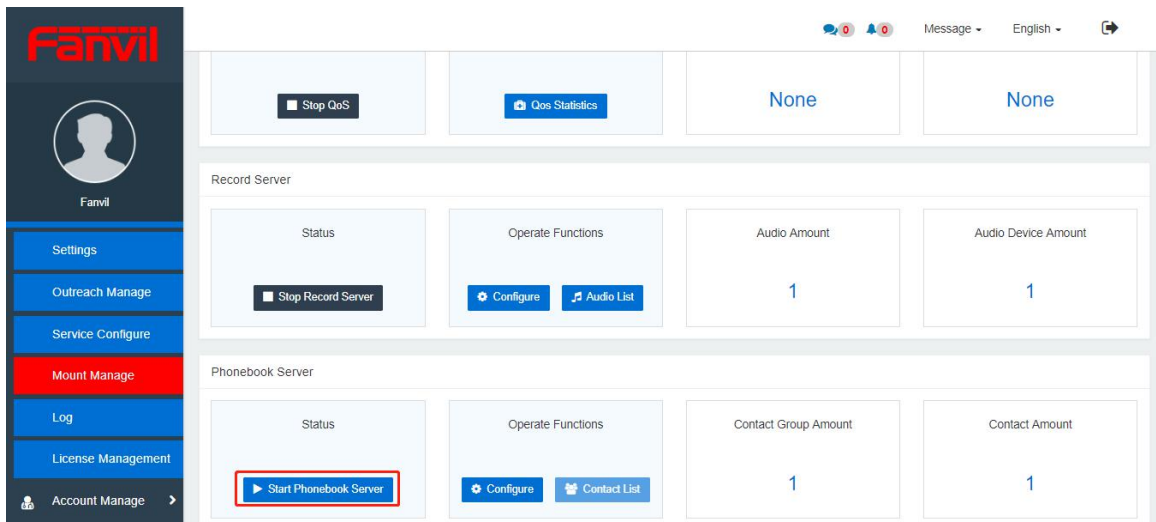 Fanvil
0 0 Message English
Stop QoS Qos Statistics None None
Fanvil
Record Server
Status Operate Functions Audio Amount Audio Device Amount
Stop Record Server Configure Audio List 1 1
Settings
Outreach Manage
Service Configure
Mount Manage
Log
License Management
Account Manage
Phonebook Server
Status Operate Functions Contact Group Amount Contact Amount
Start Phonebook Server Configure Contact List 1 1